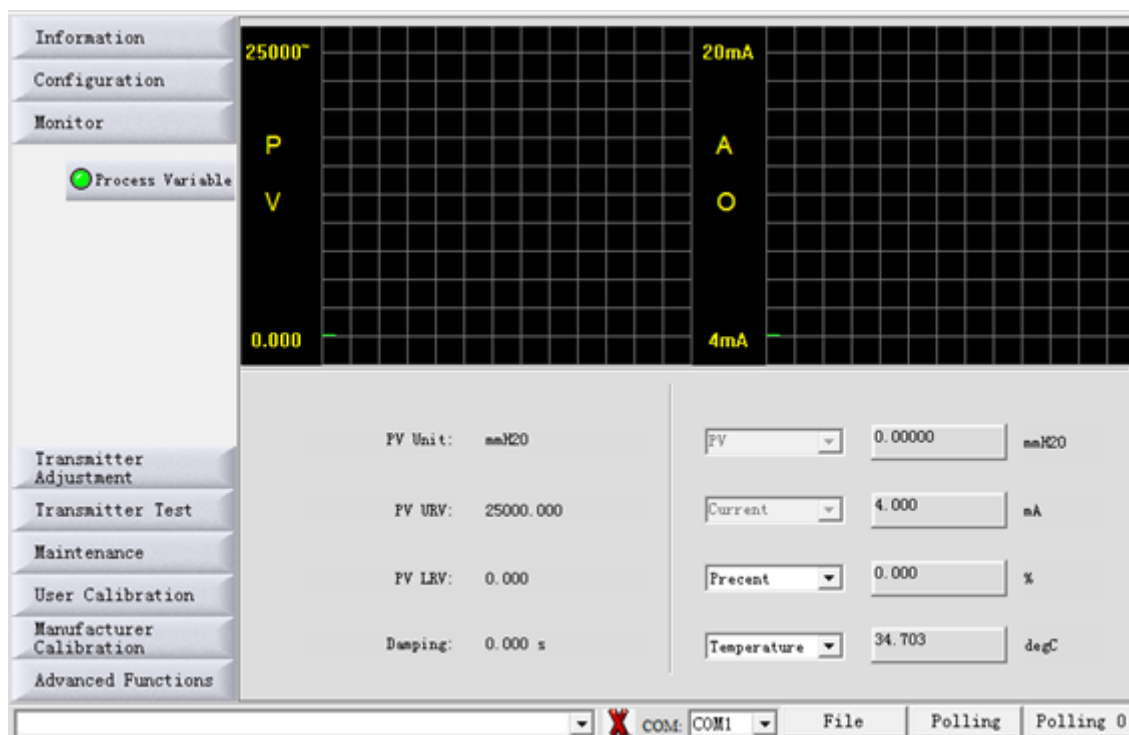 Information
Configuration
Monitor
Process Variable
Transmitter
Adjustment
Transmitter Test
Maintenance
User Calibration
Manufacturer
Calibration
Advanced Functions
25000~
P
V
0.000
20mA
A
O
4mA
PV Unit: mmH2O
PV URV: 25000.000
PV LRV: 0.000
Damping: 0.000 s
PV 0.00000 mmH2O
Current 4.000 mA
Precent 0.000 %
Temperature 34.703 degC
COM: COM1 File Polling Polling 0